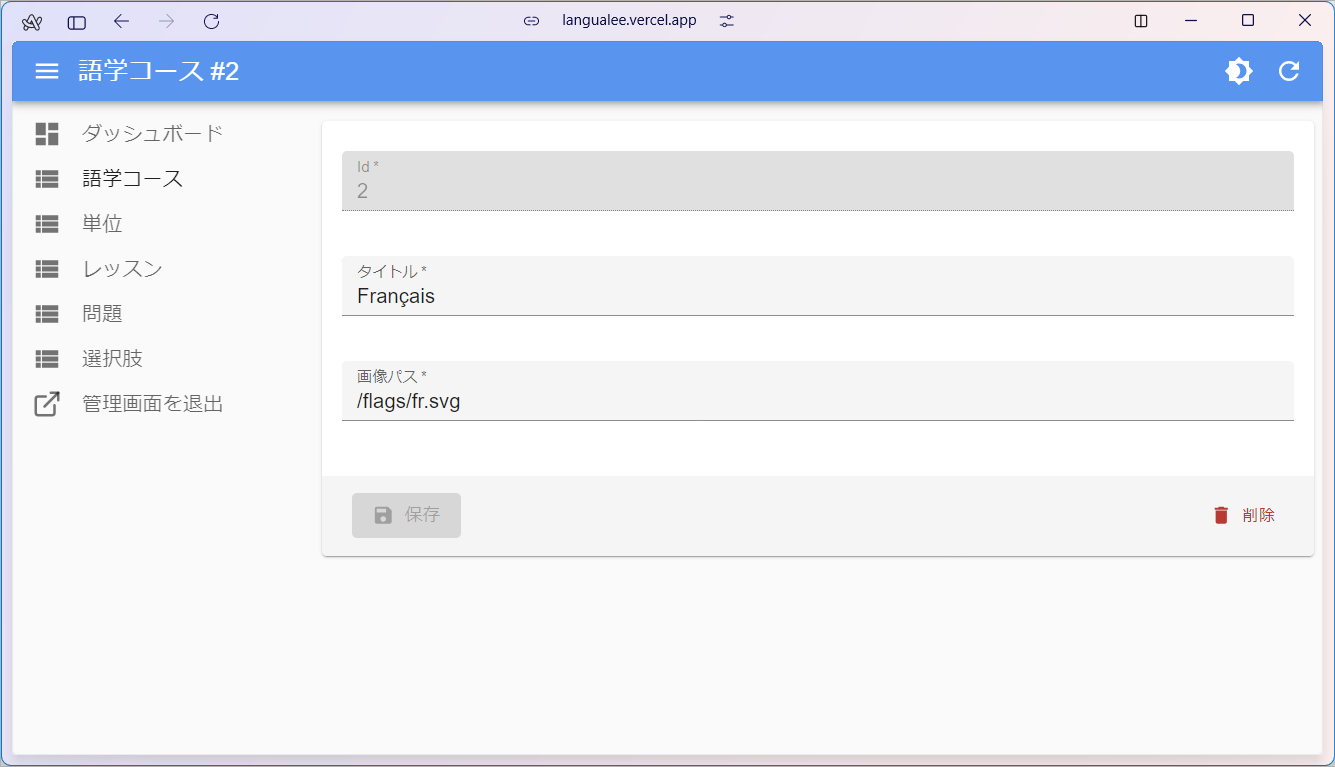 langualee.vercel.app
語学コース #2
ダッシュボード
語学コース
単位
レッスン
問題
選択肢
管理画面を退出
Id *
2
タイトル *
Français
画像パス *
/flags/fr.svg
保存
削除